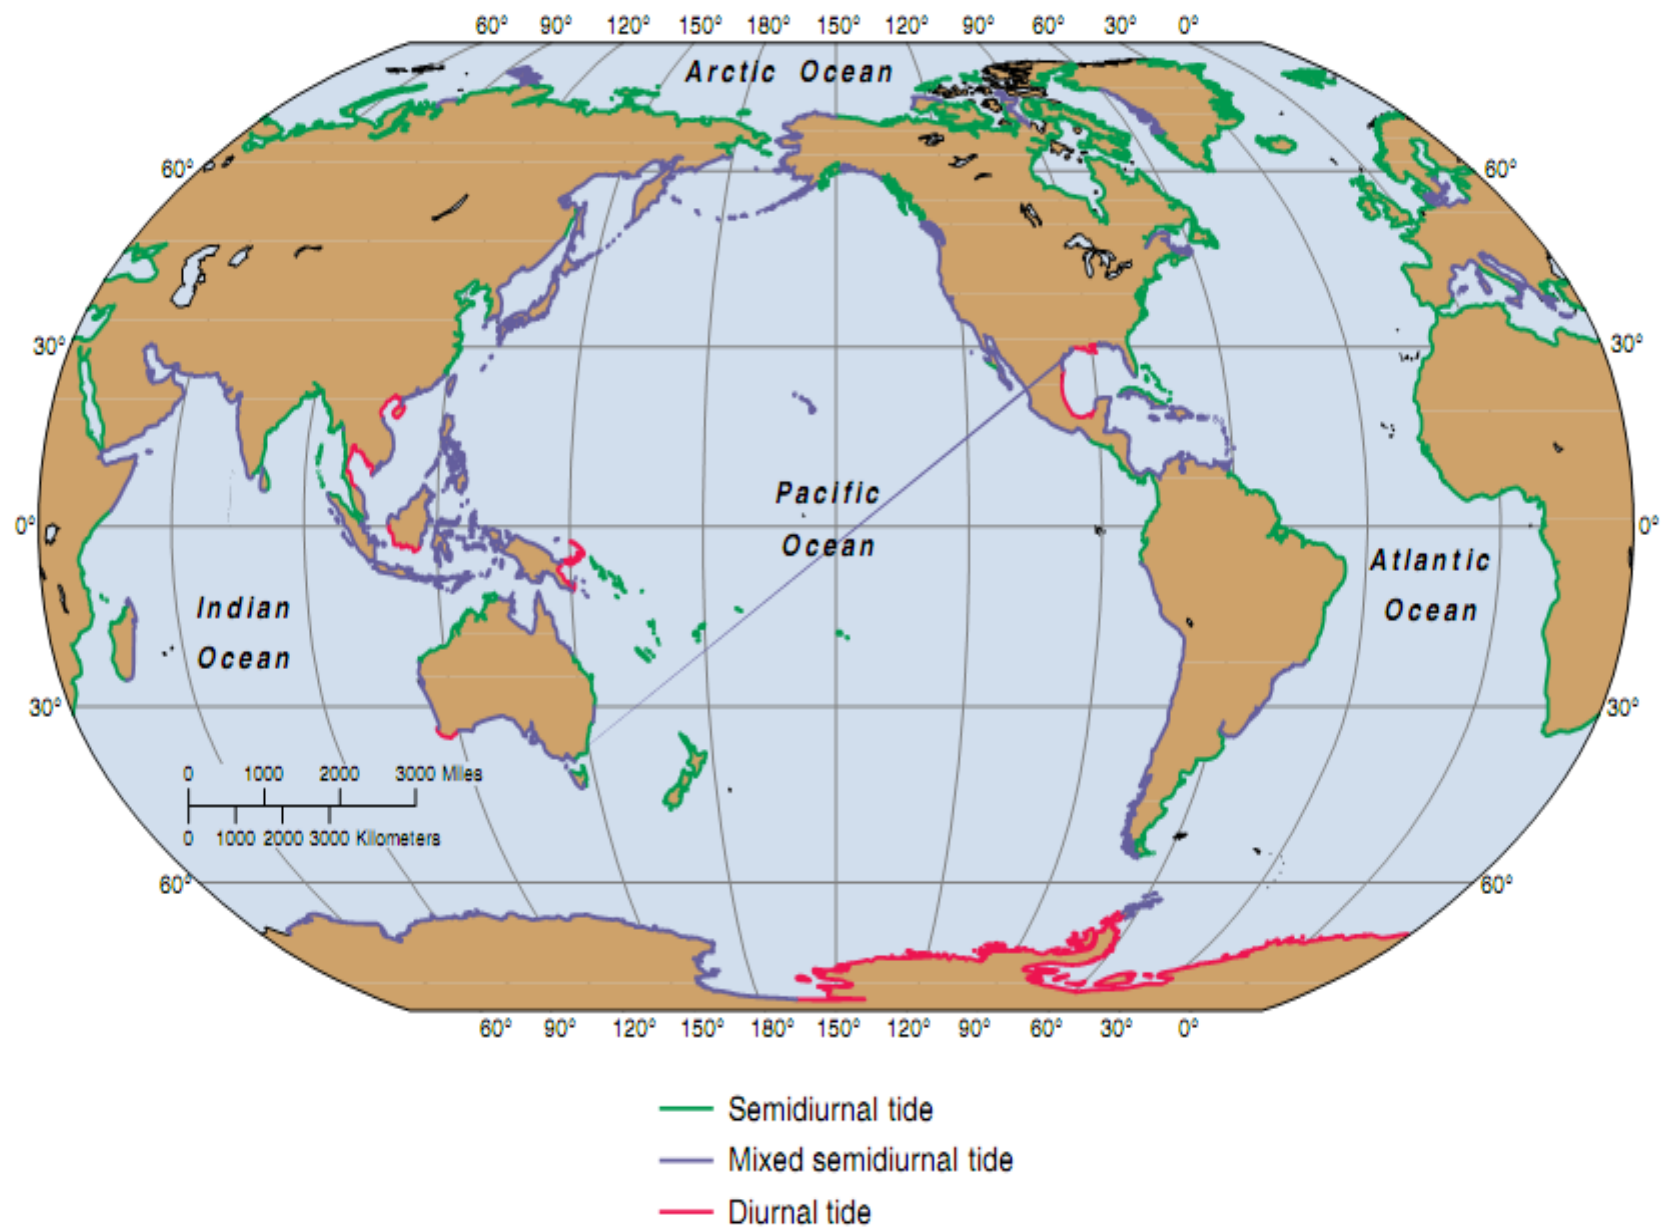 60° 90° 120° 150° 180° 150° 120° 90° 60° 30° 0°
Arctic Ocean
60° 60°
30° 30°
Pacific
Ocean
0° 0°
Atlantic
Ocean
Indian
Ocean
30° 30°
0 1000 2000 3000 Miles
0 1000 2000 3000 Kilometers
60° 60°
60° 90° 120° 150° 180° 150° 120° 90° 60° 30° 0°
Semidiurnal tide
Mixed semidiurnal tide
Diurnal tide